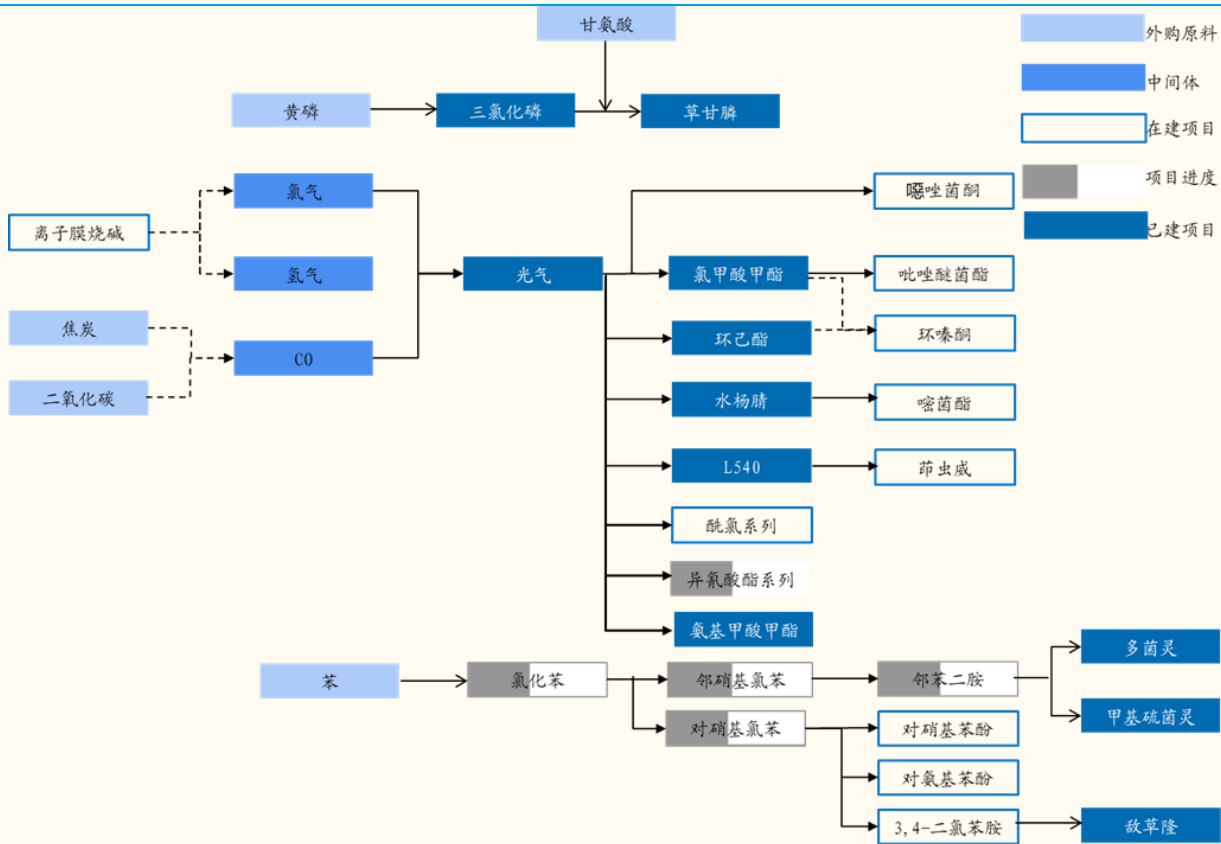 甘氨酸
外购原料
中间体
在建项目
项目进度
已建项目
黄磷
三氯化磷
草甘膦
氯气
噁唑菌酮
离子膜烧碱
氢气
光气
氯甲酸甲酯
吡唑醚菌酯
焦炭
CO
环己酯
环嗪酮
二氧化碳
水杨腈
嘧菌酯
L540
茚虫威
酰氯系列
异氰酸酯系列
氨基甲酸甲酯
苯
氯化苯
邻硝基氯苯
邻苯二胺
多菌灵
甲基硫菌灵
对硝基氯苯
对硝基苯酚
对氨基苯酚
3,4-二氯苯胺
敌草隆